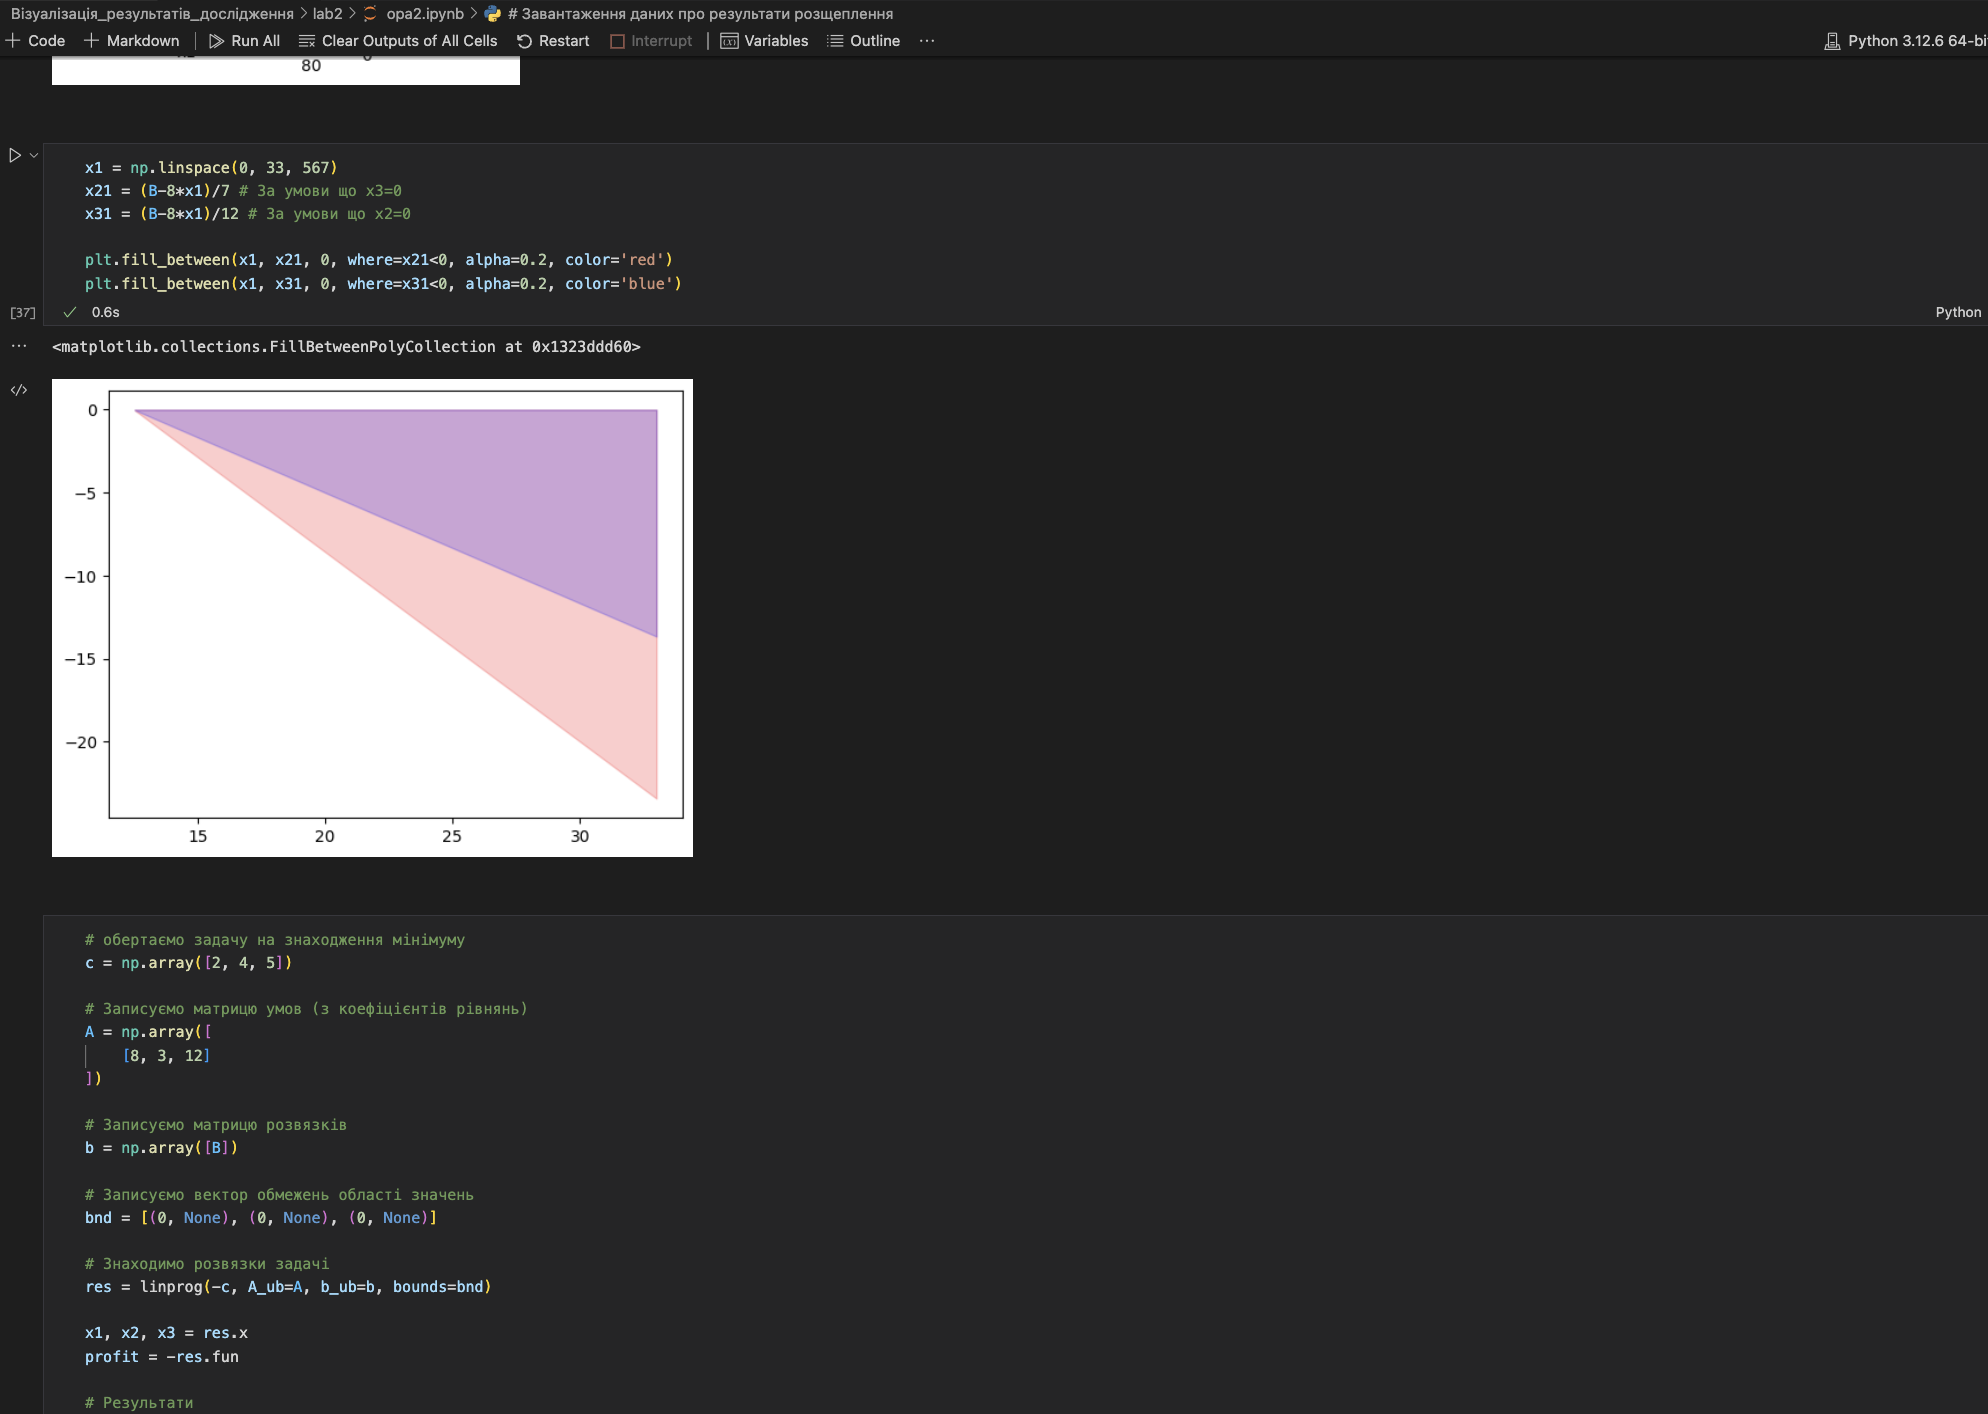 Візуалізація_результатів_дослідження > lab2 > opa2.ipynb > # Завантаження даних про результати розщеплення
+ Code + Markdown | Run All Clear Outputs of All Cells Restart Interrupt | Variables Outline ... Python 3.12.6 64-bi
80
x1 = np.linspace(0, 33, 567)
x21 = (B-8*x1)/7 # За умови що x3=0
x31 = (B-8*x1)/12 # За умови що x2=0
plt.fill_between(x1, x21, 0, where=x21<0, alpha=0.2, color='red')
plt.fill_between(x1, x31, 0, where=x31<0, alpha=0.2, color='blue')
[37] 0.6s Python
<matplotlib.collections.FillBetweenPolyCollection at 0x1323ddd60>
0
−5
−10
−15
−20
15 20 25 30
# обертаємо задачу на знаходження мінімуму
c = np.array([2, 4, 5])
# Записуємо матрицю умов (з коефіцієнтів рівнянь)
A = np.array([
[8, 3, 12]
])
# Записуємо матрицю розвязків
b = np.array([B])
# Записуємо вектор обмежень області значень
bnd = [(0, None), (0, None), (0, None)]
# Знаходимо розвязки задачі
res = linprog(-c, A_ub=A, b_ub=b, bounds=bnd)
x1, x2, x3 = res.x
profit = -res.fun
# Результати